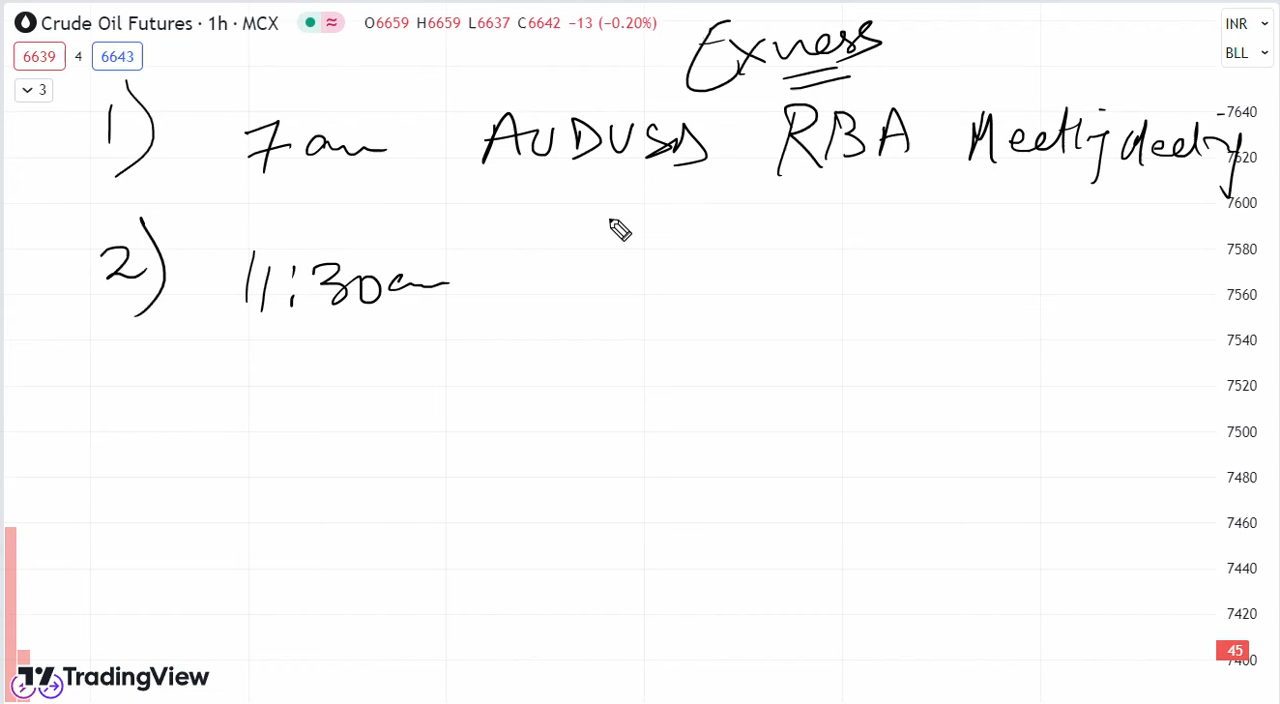 Crude Oil Futures · 1h · MCX O6659 H6659 L6637 C6642 −13 (−0.20%)
INR
6639 4 6643
BLL
3
Exness
1) 7 am AUDUSD RBA Meeting
2) 11:30am
7640
7620
7600
7580
7560
7540
7520
7500
7480
7460
7440
7420
45
7400
TradingView